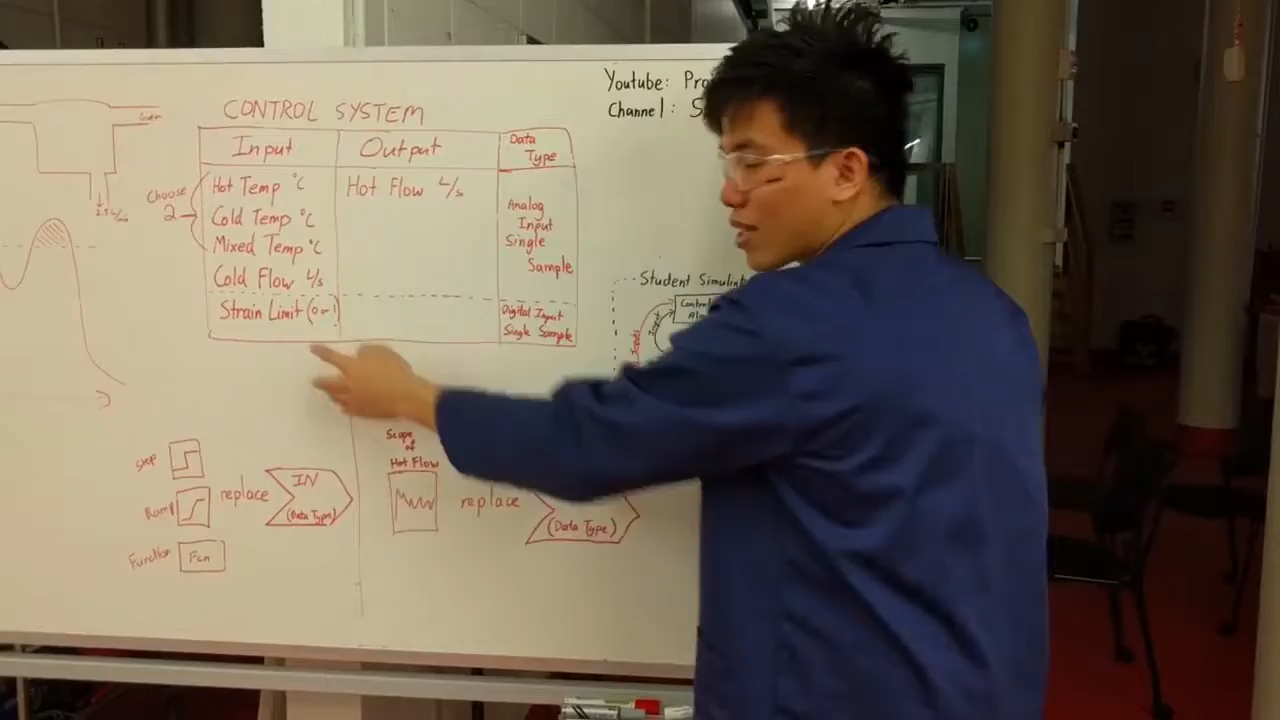 Youtube:
Channel:
CONTROL SYSTEM
Input
Output
Data
Type
Choose
2
Hot Temp °C
Cold Temp °C
Mixed Temp °C
Cold Flow L/s
Strain Limit (0 or 1)
Hot Flow L/s
Analog
Input
Single
Sample
Digital Input
Single Sample
Student
Input
Step
Ramp
Function
Fcn
replace
IN
(Data Type)
Scope
of
Hot Flow
replace
(Data Type)